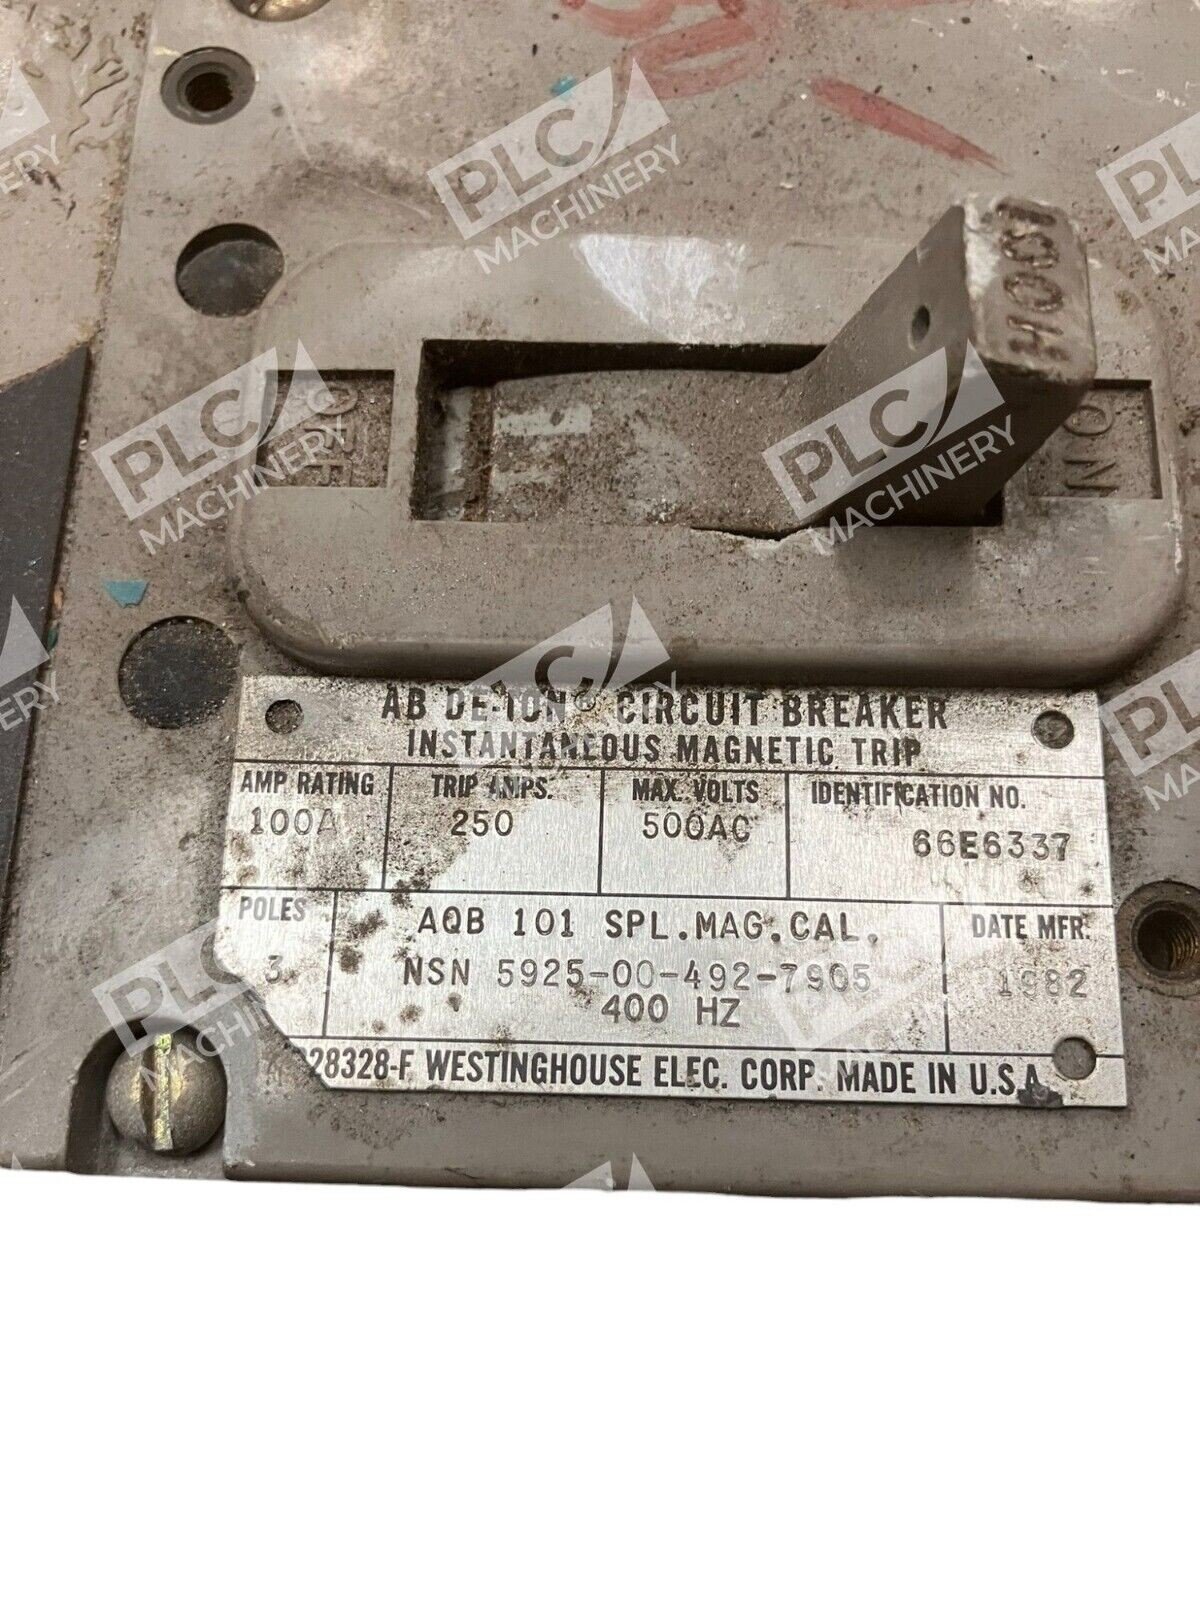 PLC MACHINERY
100H
OFF
ON
AB DE-ION® CIRCUIT BREAKER
INSTANTANEOUS MAGNETIC TRIP
AMP RATING TRIP AMPS. MAX. VOLTS IDENTIFICATION NO.
100A 250 500AC 66E6337
POLES AQB 101 SPL.MAG.CAL. DATE MFR.
3 NSN 5925-00-492-7905 1982
400 HZ
28328-F WESTINGHOUSE ELEC. CORP. MADE IN U.S.A.